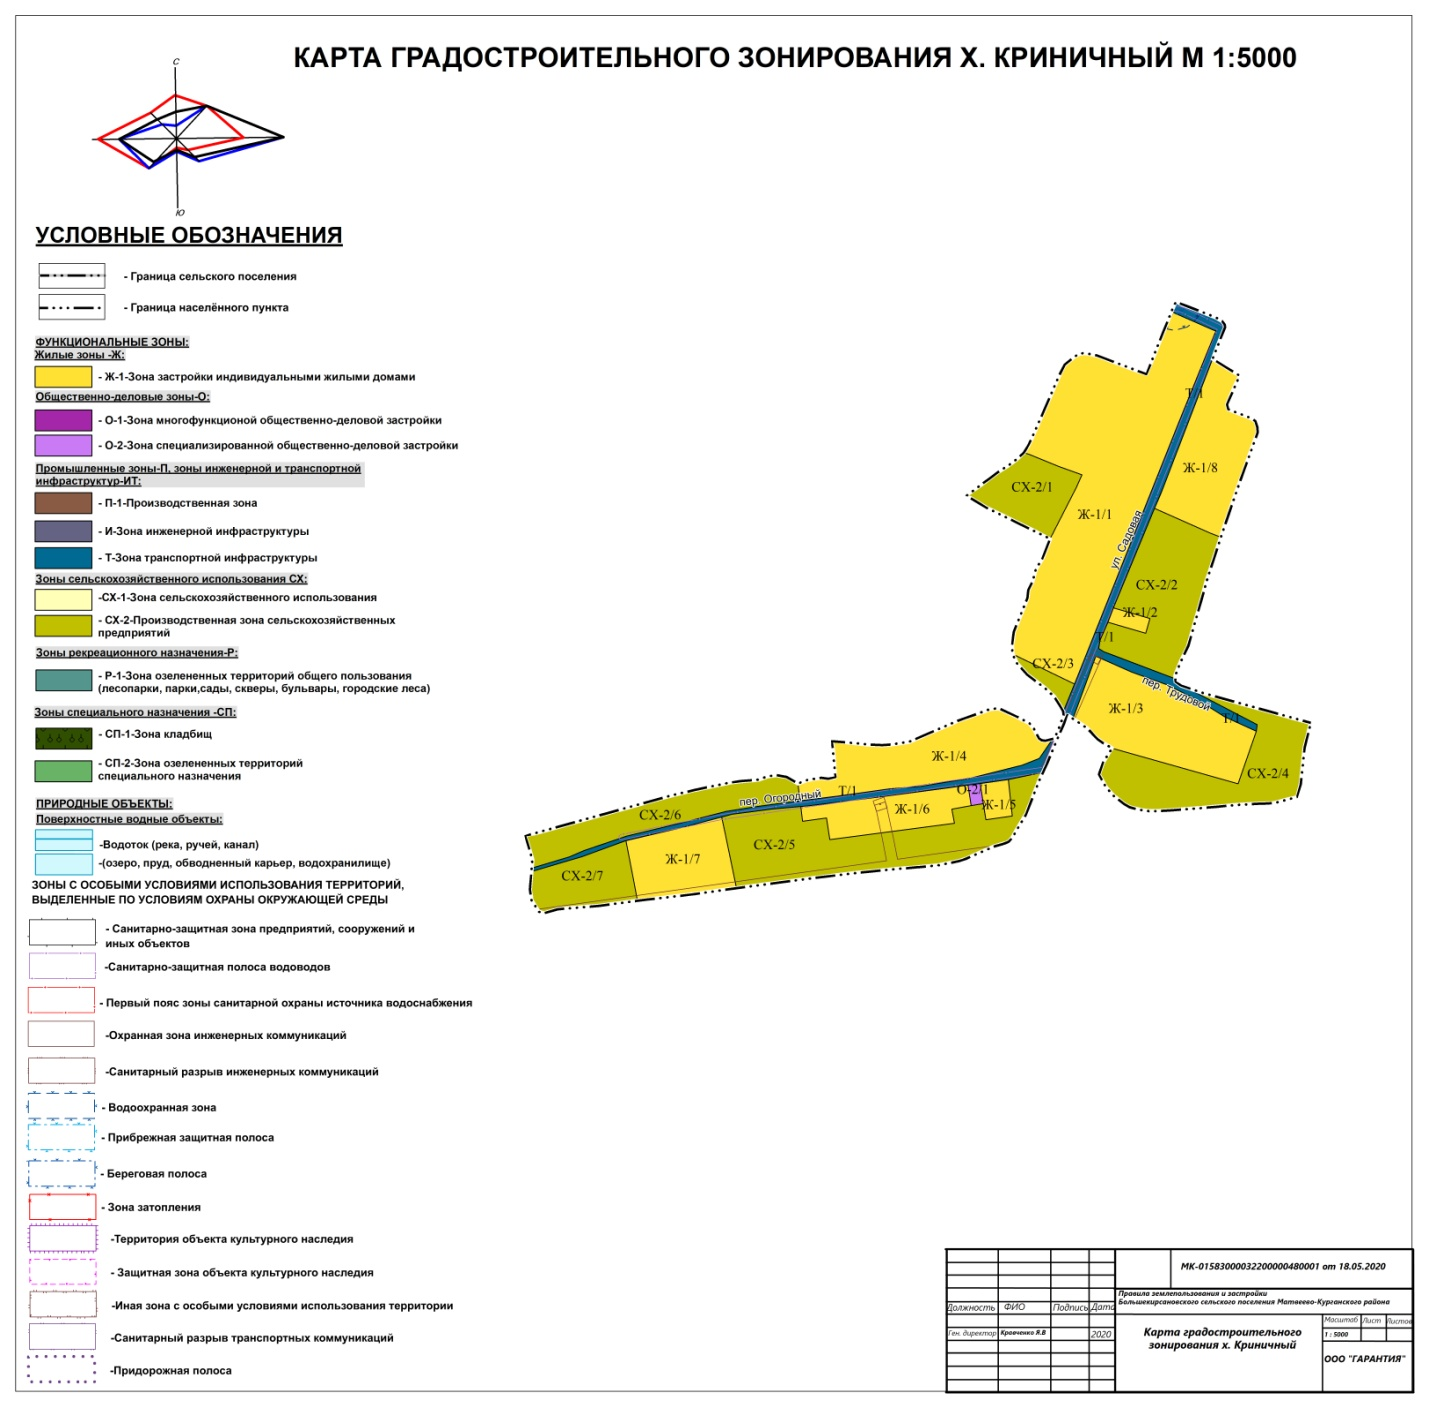 КАРТА ГРАДОСТРОИТЕЛЬНОГО ЗОНИРОВАНИЯ Х. КРИНИЧНЫЙ М 1:5000
С
Ю
УСЛОВНЫЕ ОБОЗНАЧЕНИЯ
- Граница сельского поселения
- Граница населённого пункта
ФУНКЦИОНАЛЬНЫЕ ЗОНЫ:
Жилые зоны -Ж:
- Ж-1-Зона застройки индивидуальными жилыми домами
Общественно-деловые зоны-О:
- О-1-Зона многофункционой общественно-деловой застройки
- О-2-Зона специализированной общественно-деловой застройки
Промышленные зоны-П, зоны инженерной и транспортной
инфраструктур-ИТ:
- П-1-Производственная зона
- И-Зона инженерной инфраструктуры
- Т-Зона транспортной инфраструктуры
Зоны сельскохозяйственного использования СХ:
-СХ-1-Зона сельскохозяйственного использования
- СХ-2-Производственная зона сельскохозяйственных
предприятий
Зоны рекреационного назначения-Р:
- Р-1-Зона озелененных территорий общего пользования
(лесопарки, парки,сады, скверы, бульвары, городские леса)
Зоны специального назначения -СП:
- СП-1-Зона кладбищ
- СП-2-Зона озелененных территорий
специального назначения
ПРИРОДНЫЕ ОБЪЕКТЫ:
Поверхностные водные объекты:
-Водоток (река, ручей, канал)
-(озеро, пруд, обводненный карьер, водохранилище)
ЗОНЫ С ОСОБЫМИ УСЛОВИЯМИ ИСПОЛЬЗОВАНИЯ ТЕРРИТОРИЙ,
ВЫДЕЛЕННЫЕ ПО УСЛОВИЯМ ОХРАНЫ ОКРУЖАЮЩЕЙ СРЕДЫ
- Санитарно-защитная зона предприятий, сооружений и
иных объектов
-Санитарно-защитная полоса водоводов
- Первый пояс зоны санитарной охраны источника водоснабжения
-Охранная зона инженерных коммуникаций
-Санитарный разрыв инженерных коммуникаций
- Водоохранная зона
- Прибрежная защитная полоса
- Береговая полоса
- Зона затопления
-Территория объекта культурного наследия
- Защитная зона объекта культурного наследия
-Иная зона с особыми условиями использования территории
-Санитарный разрыв транспортных коммуникаций
-Придорожная полоса
Т/1
Ж-1/8
СХ-2/1
Ж-1/1
ул. Садовая
СХ-2/2
Ж-1/2
Т/1
СХ-2/3
пер. Трудовой
Ж-1/3
Т/1
СХ-2/4
Ж-1/4
Т/1
О-2/1
пер. Огородный
Ж-1/6
Ж-1/5
СХ-2/6
СХ-2/5
Ж-1/7
СХ-2/7
МК-01583000032200000480001 от 18.05.2020
Правила землепользования и застройки
Большекирсановского сельского поселения Матвеево-Курганского района
Должность ФИО Подпись Дата
Ген. директор Кравченко Я.В 2020
Карта градостроительного
зонирования х. Криничный
Масштаб Лист Листов
1 : 5000
ООО "ГАРАНТИЯ"